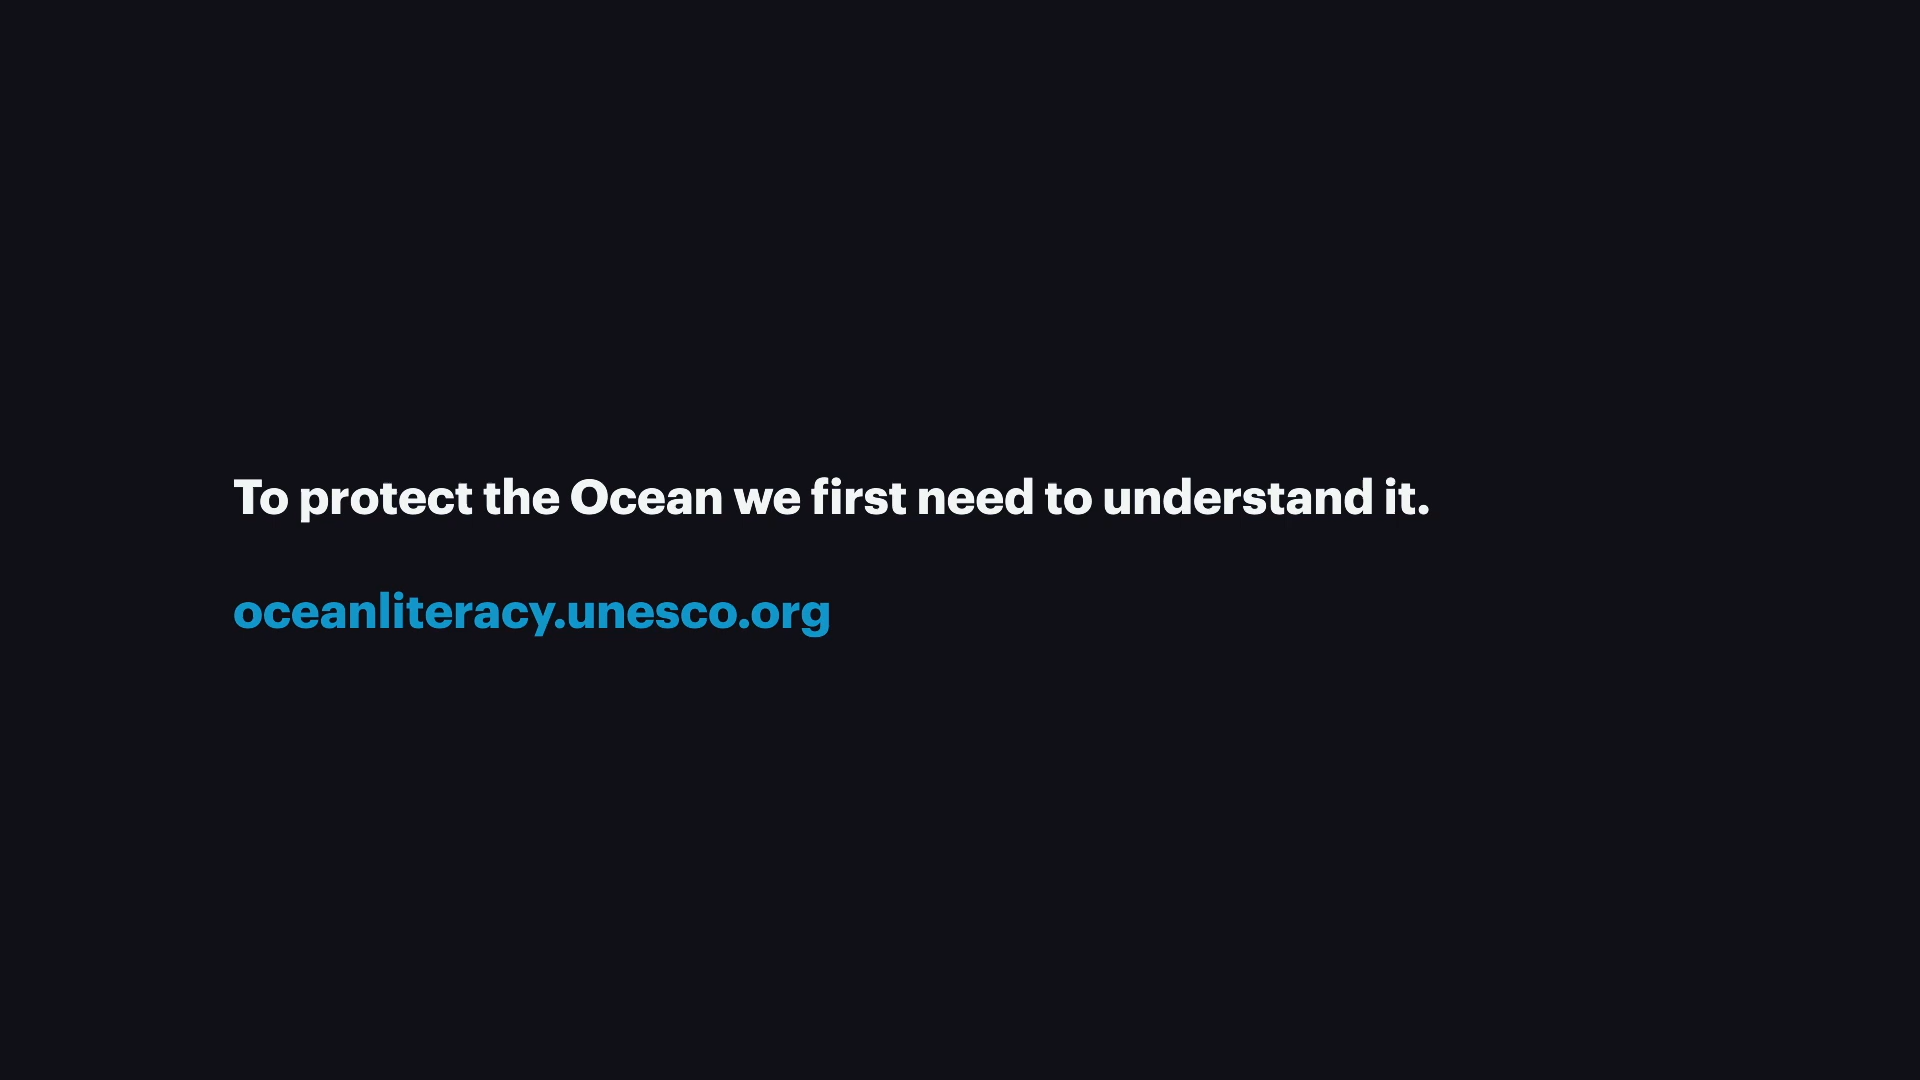 To protect the Ocean we first need to understand it.
oceanliteracy.unesco.org